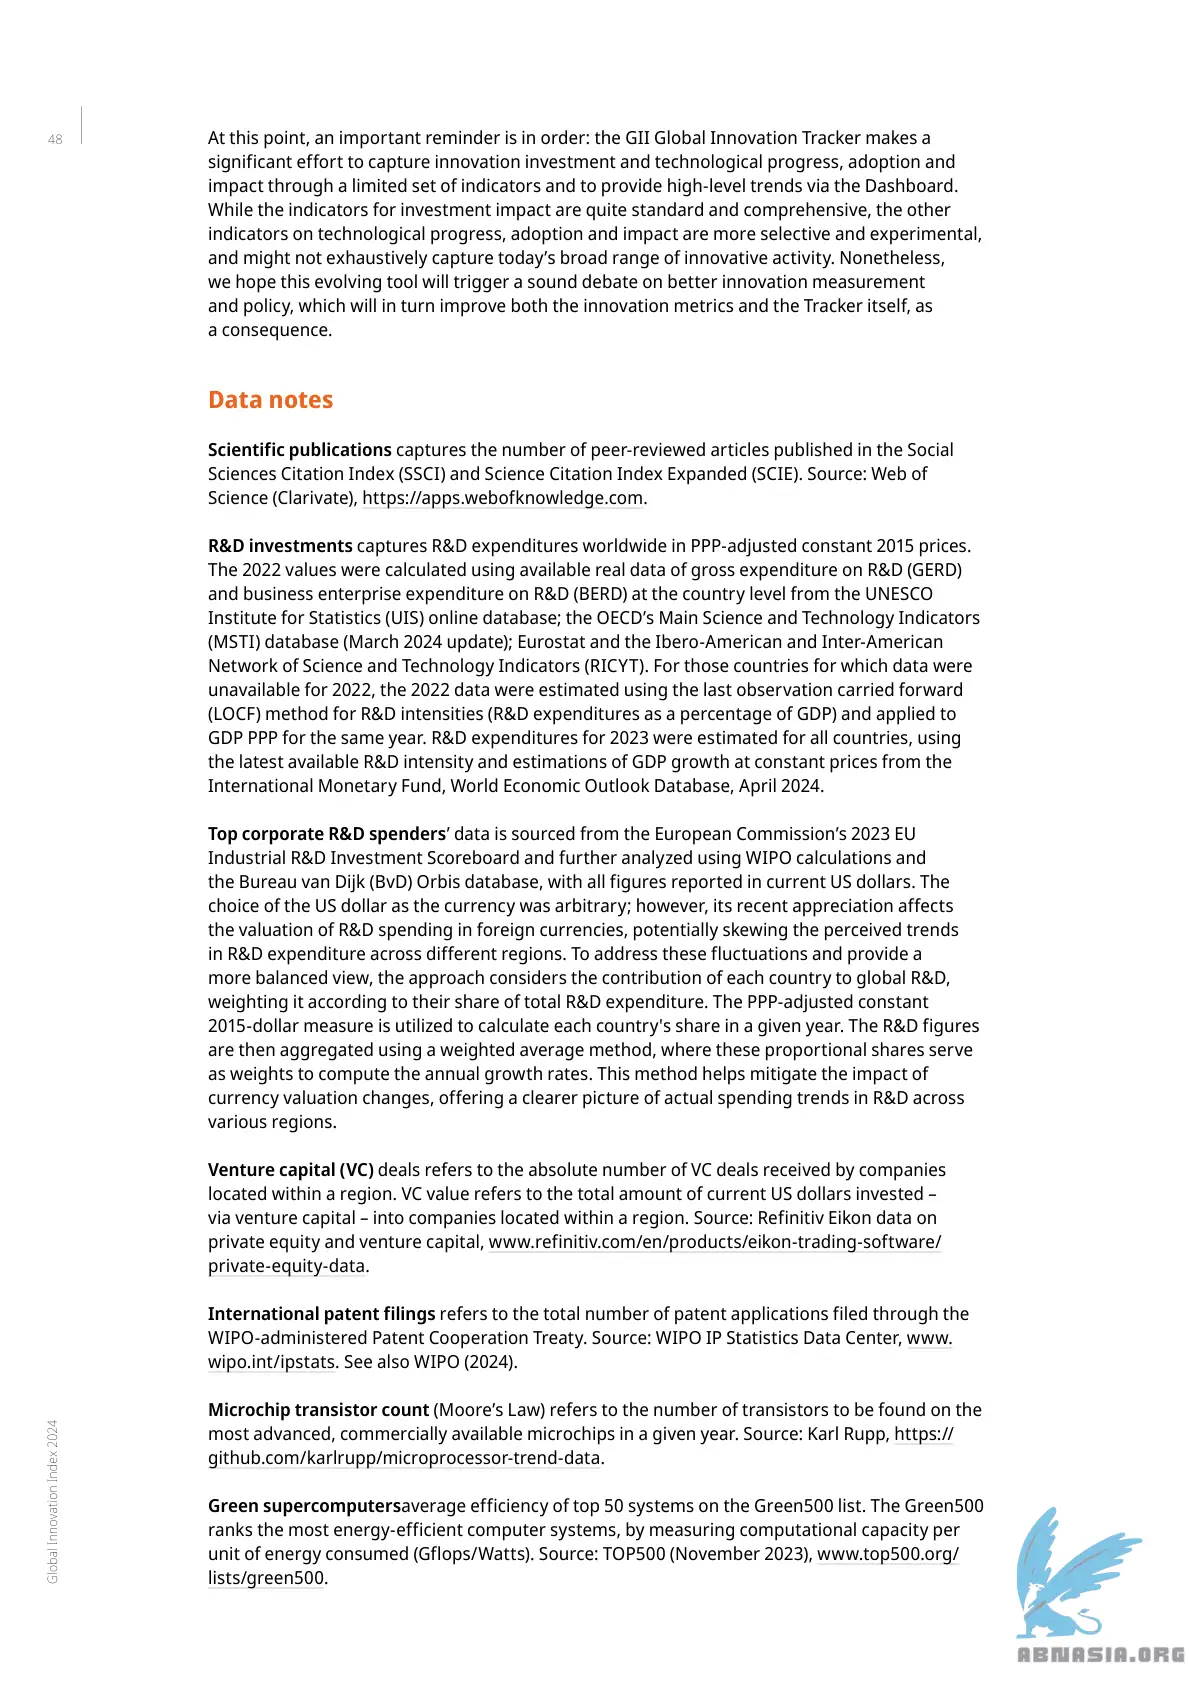 48
At this point, an important reminder is in order: the GII Global Innovation Tracker makes a
significant effort to capture innovation investment and technological progress, adoption and
impact through a limited set of indicators and to provide high-level trends via the Dashboard.
While the indicators for investment impact are quite standard and comprehensive, the other
indicators on technological progress, adoption and impact are more selective and experimental,
and might not exhaustively capture today’s broad range of innovative activity. Nonetheless,
we hope this evolving tool will trigger a sound debate on better innovation measurement
and policy, which will in turn improve both the innovation metrics and the Tracker itself, as
a consequence.
Data notes
Scientific publications captures the number of peer-reviewed articles published in the Social
Sciences Citation Index (SSCI) and Science Citation Index Expanded (SCIE). Source: Web of
Science (Clarivate), https://apps.webofknowledge.com.
R&D investments captures R&D expenditures worldwide in PPP-adjusted constant 2015 prices.
The 2022 values were calculated using available real data of gross expenditure on R&D (GERD)
and business enterprise expenditure on R&D (BERD) at the country level from the UNESCO
Institute for Statistics (UIS) online database; the OECD’s Main Science and Technology Indicators
(MSTI) database (March 2024 update); Eurostat and the Ibero-American and Inter-American
Network of Science and Technology Indicators (RICYT). For those countries for which data were
unavailable for 2022, the 2022 data were estimated using the last observation carried forward
(LOCF) method for R&D intensities (R&D expenditures as a percentage of GDP) and applied to
GDP PPP for the same year. R&D expenditures for 2023 were estimated for all countries, using
the latest available R&D intensity and estimations of GDP growth at constant prices from the
International Monetary Fund, World Economic Outlook Database, April 2024.
Top corporate R&D spenders’ data is sourced from the European Commission’s 2023 EU
Industrial R&D Investment Scoreboard and further analyzed using WIPO calculations and
the Bureau van Dijk (BvD) Orbis database, with all figures reported in current US dollars. The
choice of the US dollar as the currency was arbitrary; however, its recent appreciation affects
the valuation of R&D spending in foreign currencies, potentially skewing the perceived trends
in R&D expenditure across different regions. To address these fluctuations and provide a
more balanced view, the approach considers the contribution of each country to global R&D,
weighting it according to their share of total R&D expenditure. The PPP-adjusted constant
2015-dollar measure is utilized to calculate each country's share in a given year. The R&D figures
are then aggregated using a weighted average method, where these proportional shares serve
as weights to compute the annual growth rates. This method helps mitigate the impact of
currency valuation changes, offering a clearer picture of actual spending trends in R&D across
various regions.
Venture capital (VC) deals refers to the absolute number of VC deals received by companies
located within a region. VC value refers to the total amount of current US dollars invested –
via venture capital – into companies located within a region. Source: Refinitiv Eikon data on
private equity and venture capital, www.refinitiv.com/en/products/eikon-trading-software/
private-equity-data.
International patent filings refers to the total number of patent applications filed through the
WIPO-administered Patent Cooperation Treaty. Source: WIPO IP Statistics Data Center, www.
wipo.int/ipstats. See also WIPO (2024).
Microchip transistor count (Moore’s Law) refers to the number of transistors to be found on the
most advanced, commercially available microchips in a given year. Source: Karl Rupp, https://
github.com/karlrupp/microprocessor-trend-data.
Green supercomputersaverage efficiency of top 50 systems on the Green500 list. The Green500
ranks the most energy-efficient computer systems, by measuring computational capacity per
unit of energy consumed (Gflops/Watts). Source: TOP500 (November 2023), www.top500.org/
lists/green500.
Global Innovation Index 2024
ABNASIA.ORG